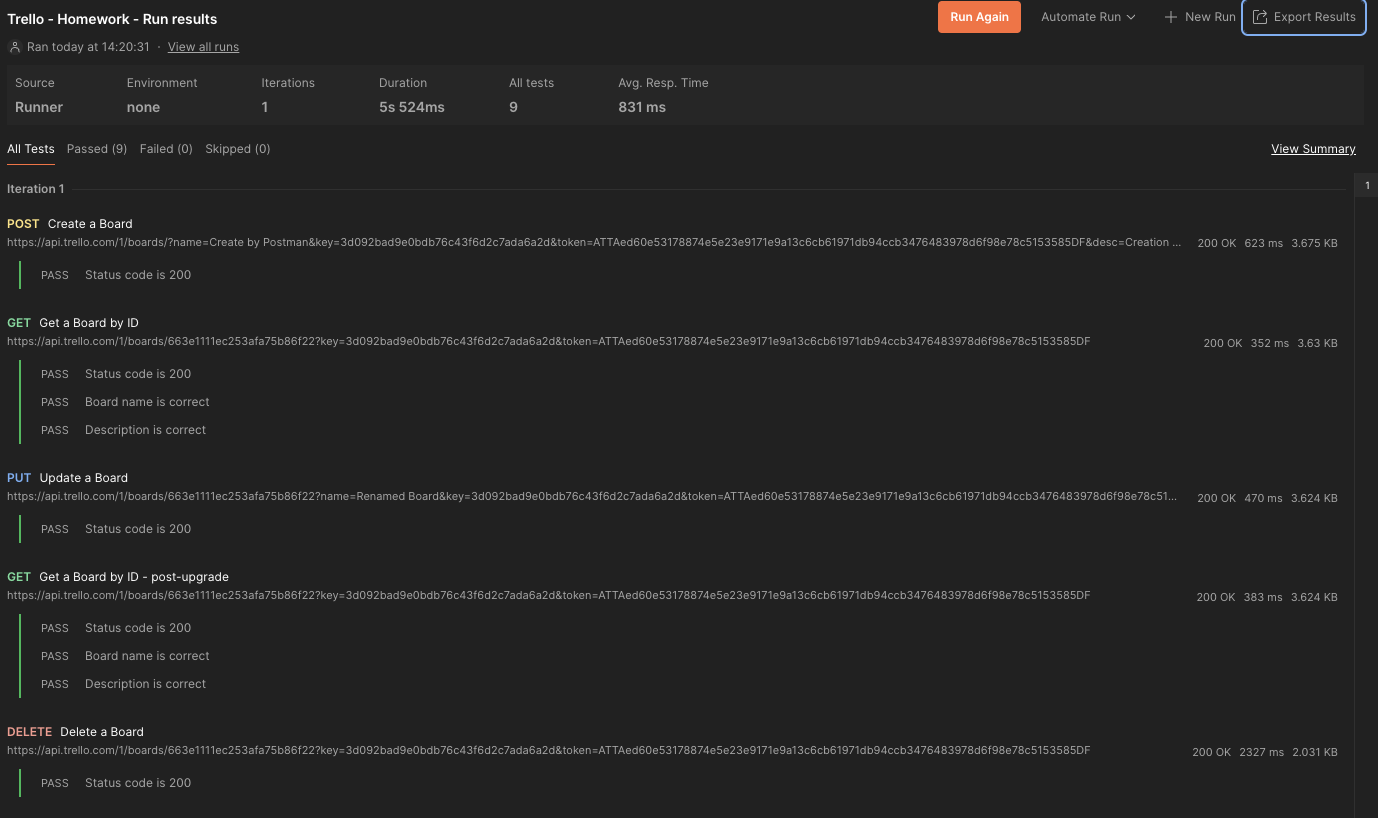 Trello - Homework - Run results
Run Again
Automate Run
New Run
Export Results
Ran today at 14:20:31 · View all runs
Source Environment Iterations Duration All tests Avg. Resp. Time
Runner none 1 5s 524ms 9 831 ms
All Tests Passed (9) Failed (0) Skipped (0) View Summary
Iteration 1
1
POST Create a Board
https://api.trello.com/1/boards/?name=Create by Postman&key=3d092bad9e0bdb76c43f6d2c7ada6a2d&token=ATTAed60e53178874e5e23e9171e9a13c6cb61971db94ccb3476483978d6f98e78c5153585DF&desc=Creation ... 200 OK 623 ms 3.675 KB
PASS Status code is 200
GET Get a Board by ID
https://api.trello.com/1/boards/663e1111ec253afa75b86f22?key=3d092bad9e0bdb76c43f6d2c7ada6a2d&token=ATTAed60e53178874e5e23e9171e9a13c6cb61971db94ccb3476483978d6f98e78c5153585DF 200 OK 352 ms 3.63 KB
PASS Status code is 200
PASS Board name is correct
PASS Description is correct
PUT Update a Board
https://api.trello.com/1/boards/663e1111ec253afa75b86f22?name=Renamed Board&key=3d092bad9e0bdb76c43f6d2c7ada6a2d&token=ATTAed60e53178874e5e23e9171e9a13c6cb61971db94ccb3476483978d6f98e78c51... 200 OK 470 ms 3.624 KB
PASS Status code is 200
GET Get a Board by ID - post-upgrade
https://api.trello.com/1/boards/663e1111ec253afa75b86f22?key=3d092bad9e0bdb76c43f6d2c7ada6a2d&token=ATTAed60e53178874e5e23e9171e9a13c6cb61971db94ccb3476483978d6f98e78c5153585DF 200 OK 383 ms 3.624 KB
PASS Status code is 200
PASS Board name is correct
PASS Description is correct
DELETE Delete a Board
https://api.trello.com/1/boards/663e1111ec253afa75b86f22?key=3d092bad9e0bdb76c43f6d2c7ada6a2d&token=ATTAed60e53178874e5e23e9171e9a13c6cb61971db94ccb3476483978d6f98e78c5153585DF 200 OK 2327 ms 2.031 KB
PASS Status code is 200